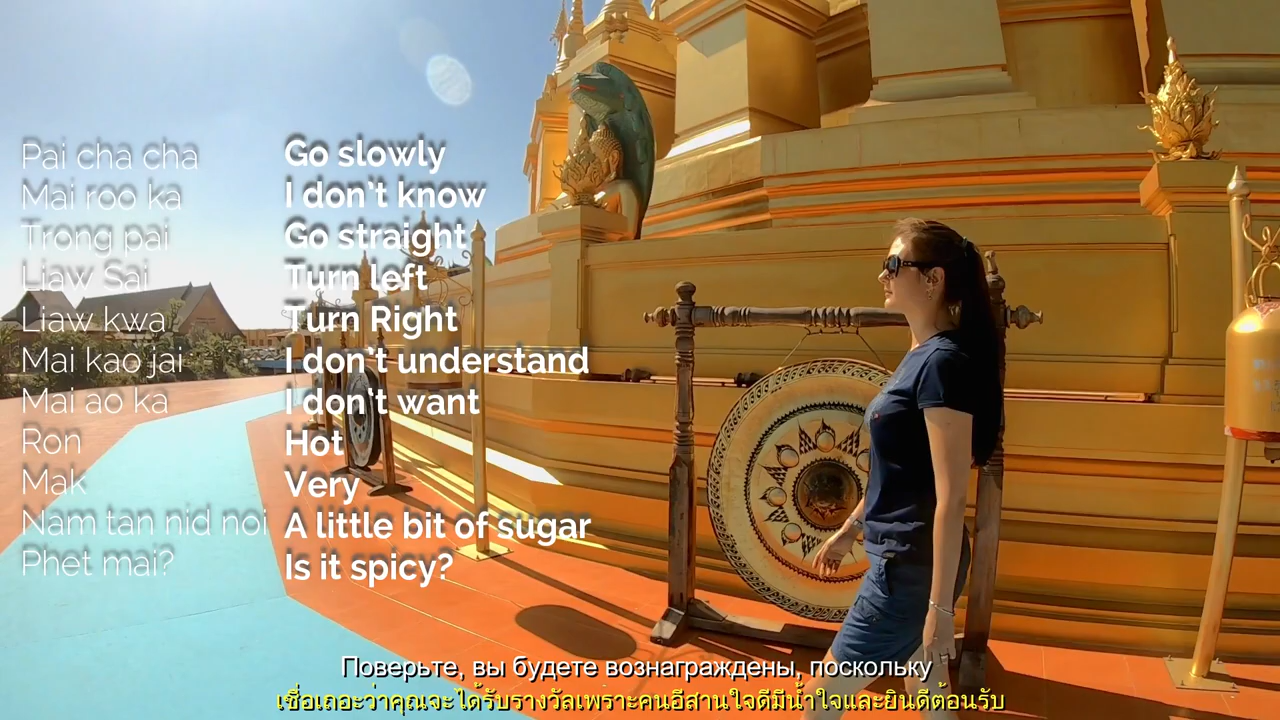 Pai cha cha Go slowly
Mai roo ka I don't know
Trong pai Go straight
Liaw Sai Turn left
Liaw kwa Turn Right
Mai kao jai I don't understand
Mai ao ka I don't want
Ron Hot
Mak Very
Nam tan nid noi A little bit of sugar
Phet mai? Is it spicy?
Поверьте, вы будете вознаграждены, поскольку
เชื่อเถอะว่าคุณจะได้รับรางวัลเพราะคนอีสานใจดีมีน้ำใจและยินดีต้อนรับ